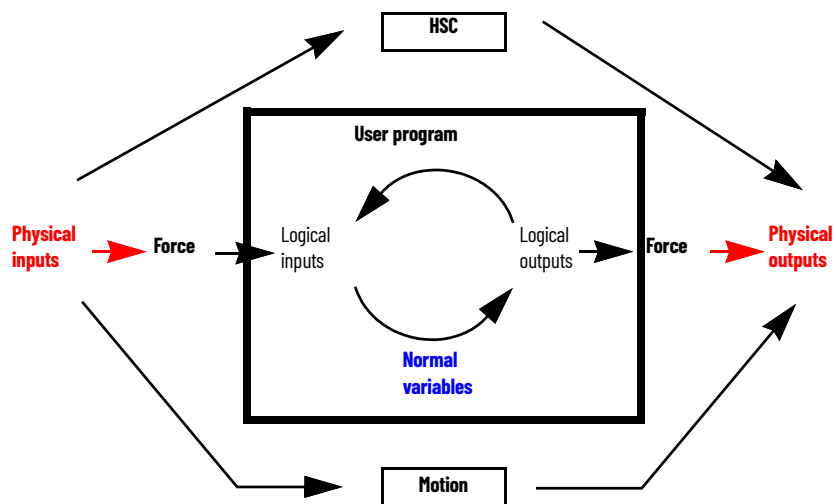 HSC
User program
Physical
inputs
Force
Logical
inputs
Logical
outputs
Force
Physical
outputs
Normal
variables
Motion